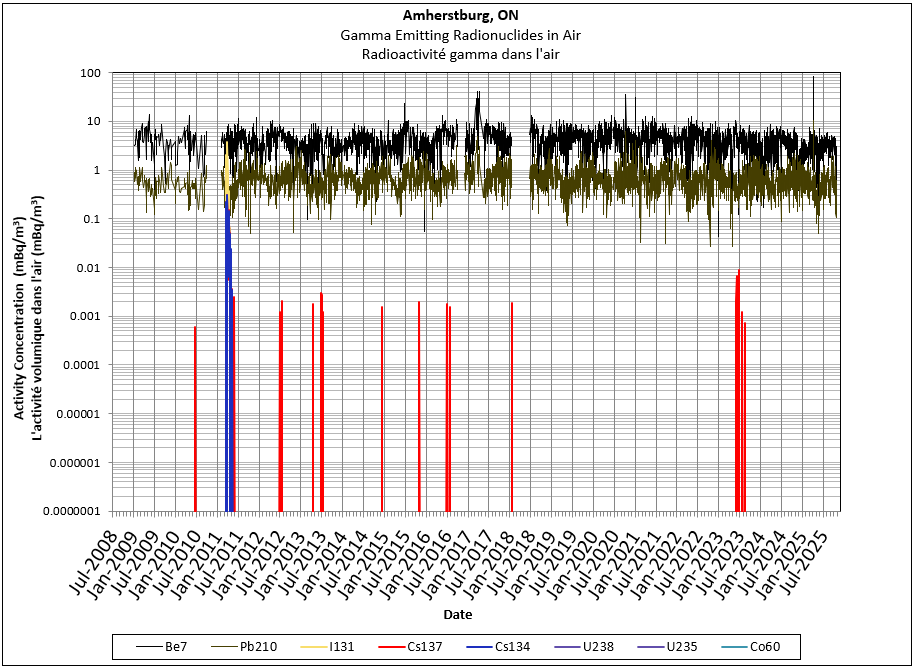 Amherstburg, ON
Gamma Emitting Radionuclides in Air
Radioactivité gamma dans l'air
Activity Concentration (mBq/m³)
L'activité volumique dans l'air (mBq/m³)
100
10
1
0.1
0.01
0.001
0.0001
0.00001
0.000001
0.0000001
Jul-2008
Jan-2009
Jul-2009
Jan-2010
Jul-2010
Jan-2011
Jul-2011
Jan-2012
Jul-2012
Jan-2013
Jul-2013
Jan-2014
Jul-2014
Jan-2015
Jul-2015
Jan-2016
Jul-2016
Jan-2017
Jul-2017
Jan-2018
Jul-2018
Jan-2019
Jul-2019
Jan-2020
Jul-2020
Jan-2021
Jul-2021
Jan-2022
Jul-2022
Jan-2023
Jul-2023
Jan-2024
Jul-2024
Jan-2025
Jul-2025
Date
Be7 Pb210 I131 Cs137 Cs134 U238 U235 Co60